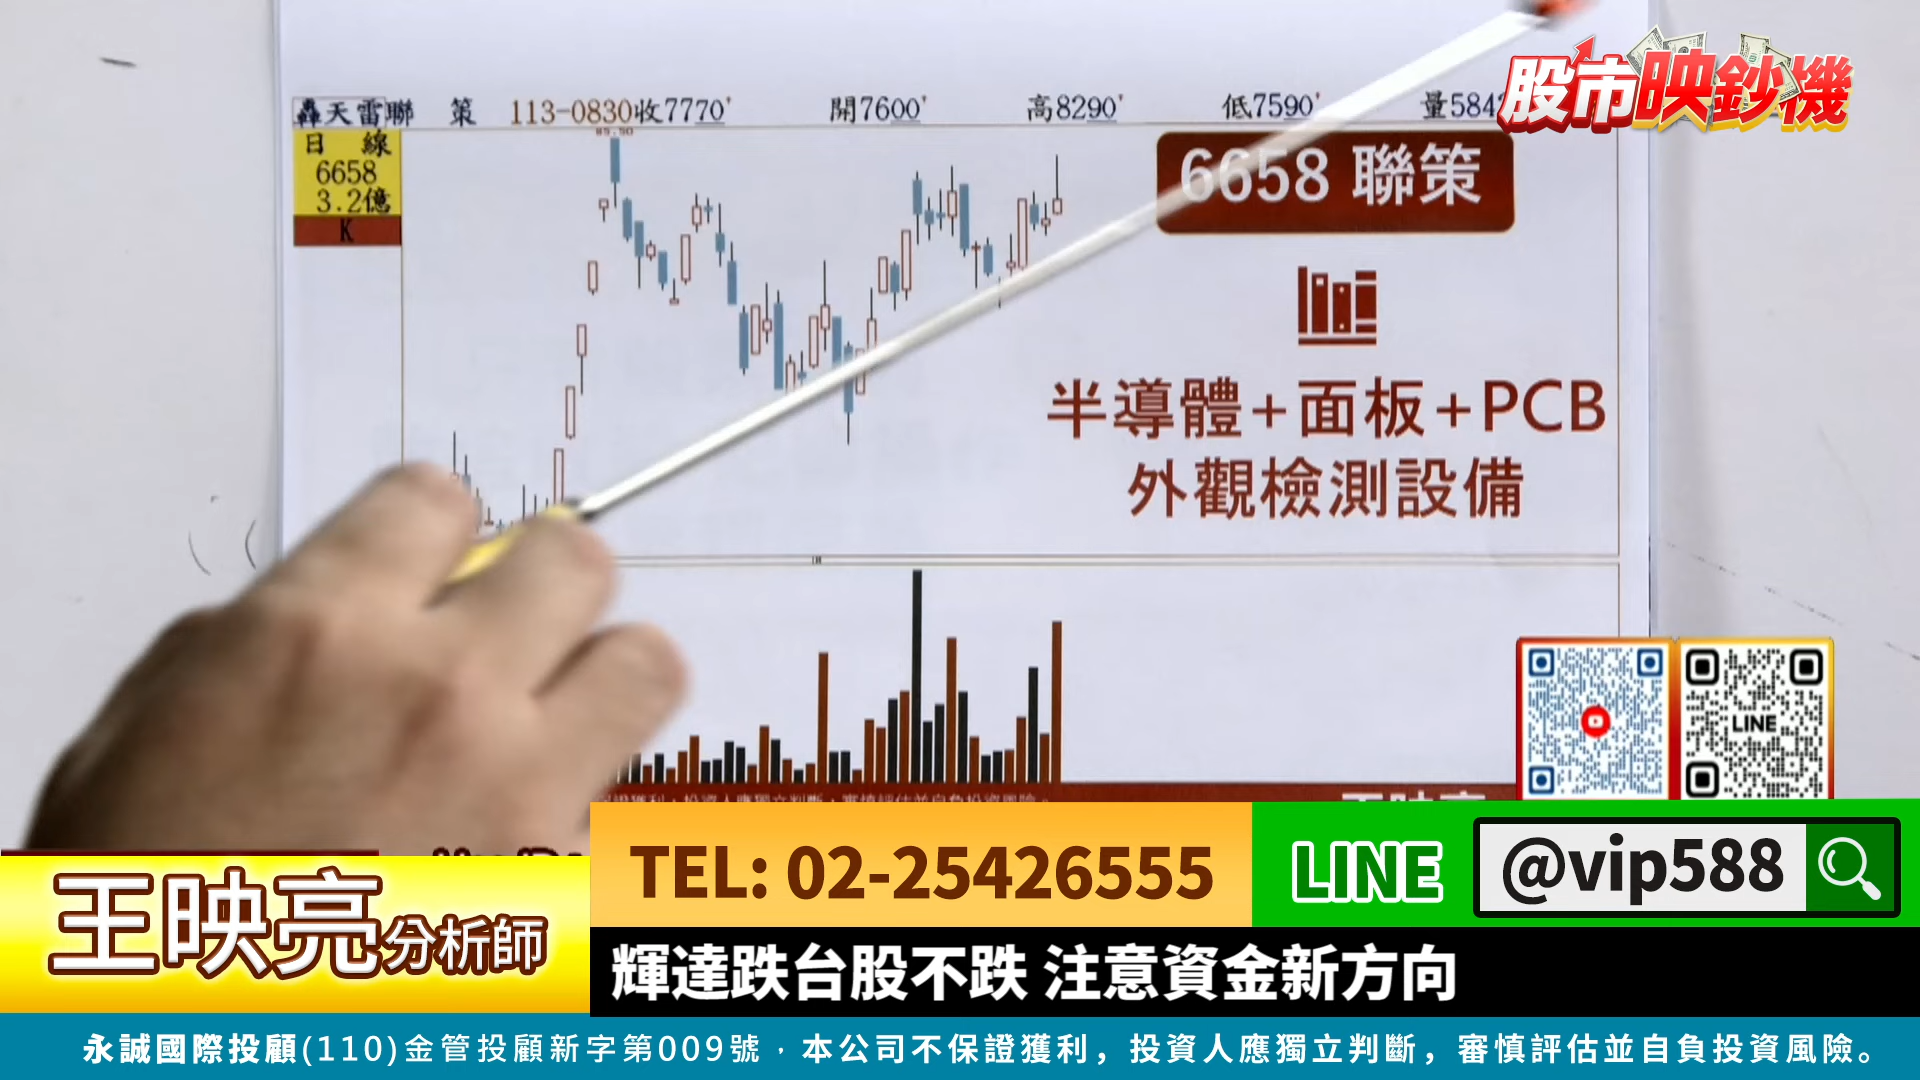 股市映鈔機
轟天雷聯 策 113-0830收7770' 開7600' 高8290' 低7590' 量584
日 線
6658
3.2億
K
85.50
6658 聯策
半導體+面板+PCB
外觀檢測設備
LINE
TEL: 02-25426555
LINE @vip588
王映亮分析師
輝達跌台股不跌 注意資金新方向
永誠國際投顧(110)金管投顧新字第009號，本公司不保證獲利，投資人應獨立判斷，審慎評估並自負投資風險。